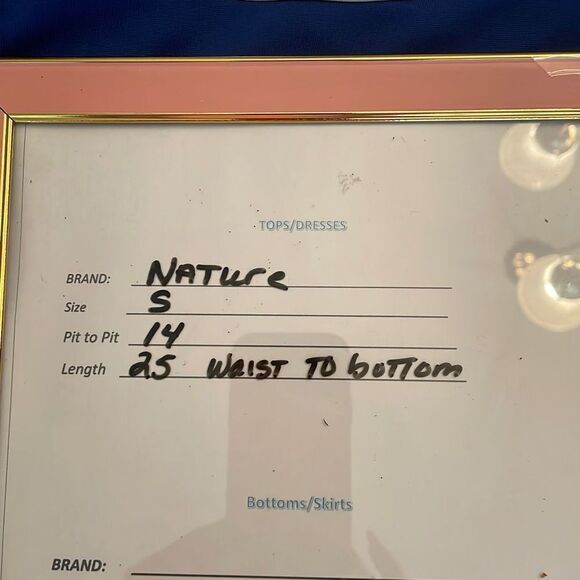 TOPS/DRESSES
BRAND: Nature
Size S
Pit to Pit 14
Length 25 Waist To boTTom
Bottoms/Skirts
BRAND: